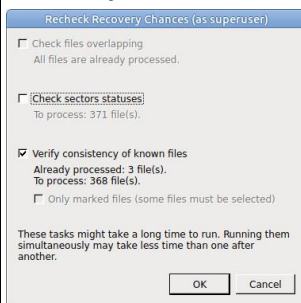 Recheck Recovery Chances (as superuser)
Check files overlapping
All files are already processed.
Check sectors statuses
To process: 371 file(s).
Verify consistency of known files
Already processed: 3 file(s).
To process: 368 file(s).
Only marked files (some files must be selected)
These tasks might take a long time to run. Running them
simultaneously may take less time than one after
another.
OK
Cancel